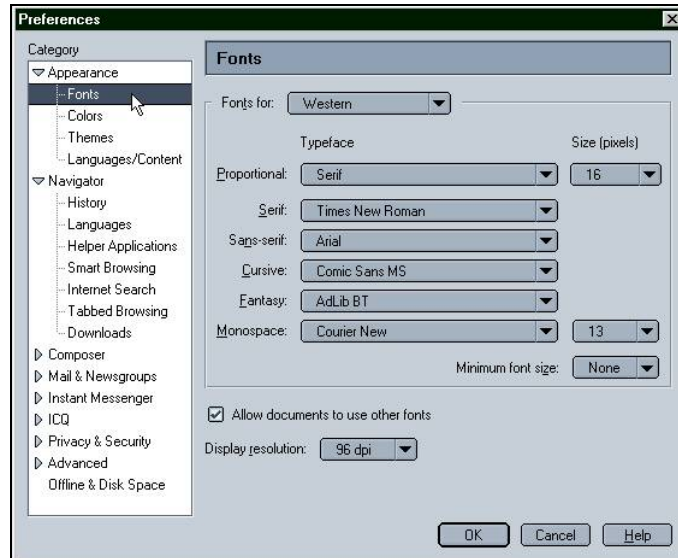 Preferences
Category
Appearance
Fonts
Colors
Themes
Languages/Content
Navigator
History
Languages
Helper Applications
Smart Browsing
Internet Search
Tabbed Browsing
Downloads
Composer
Mail & Newsgroups
Instant Messenger
ICQ
Privacy & Security
Advanced
Offline & Disk Space
Fonts
Fonts for: Western
Typeface Size (pixels)
Proportional: Serif 16
Serif: Times New Roman
Sans-serif: Arial
Cursive: Comic Sans MS
Fantasy: AdLib BT
Monospace: Courier New 13
Minimum font size: None
Allow documents to use other fonts
Display resolution: 96 dpi
OK Cancel Help